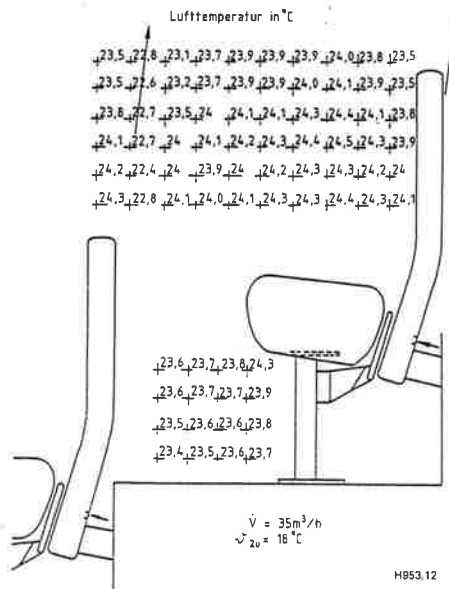 Lufttemperatur in °C
23,5 22,8 23,1 23,7 23,9 23,9 23,9 24,0 23,8 23,5
23,5 22,6 23,2 23,7 23,9 23,9 24,0 24,1 23,9 23,5
23,8 22,7 23,5 24 24,1 24,1 24,3 24,4 24,1 23,8
24,1 22,7 24 24,1 24,2 24,3 24,4 24,5 24,3 23,9
24,2 22,4 24 23,9 24 24,2 24,3 24,3 24,2 24
24,3 22,8 24,1 24,0 24,1 24,3 24,3 24,4 24,3 24,1
23,6 23,7 23,8 24,3
23,6 23,7 23,7 23,9
23,5 23,6 23,6 23,8
23,4 23,5 23,6 23,7
V̇ = 35m³/h
ϑzu = 18 °C
H953,12